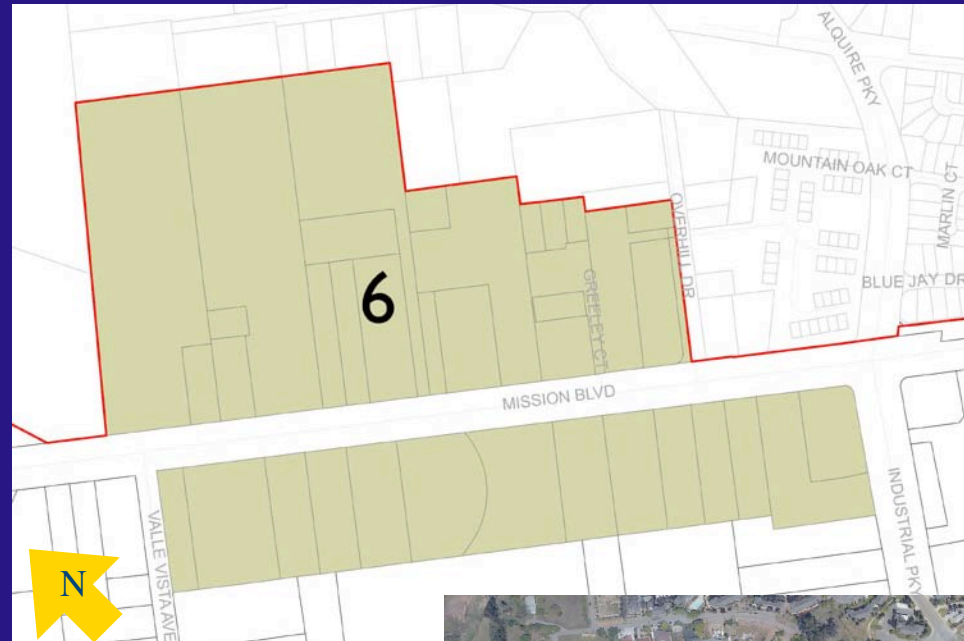 ALQUIRE PKY
MOUNTAIN OAK CT
MARLIN CT
OVERHILL DR
BLUE JAY DR
6
GREELEY CT
MISSION BLVD
VALLE VISTA AVE
INDUSTRIAL PKY
N